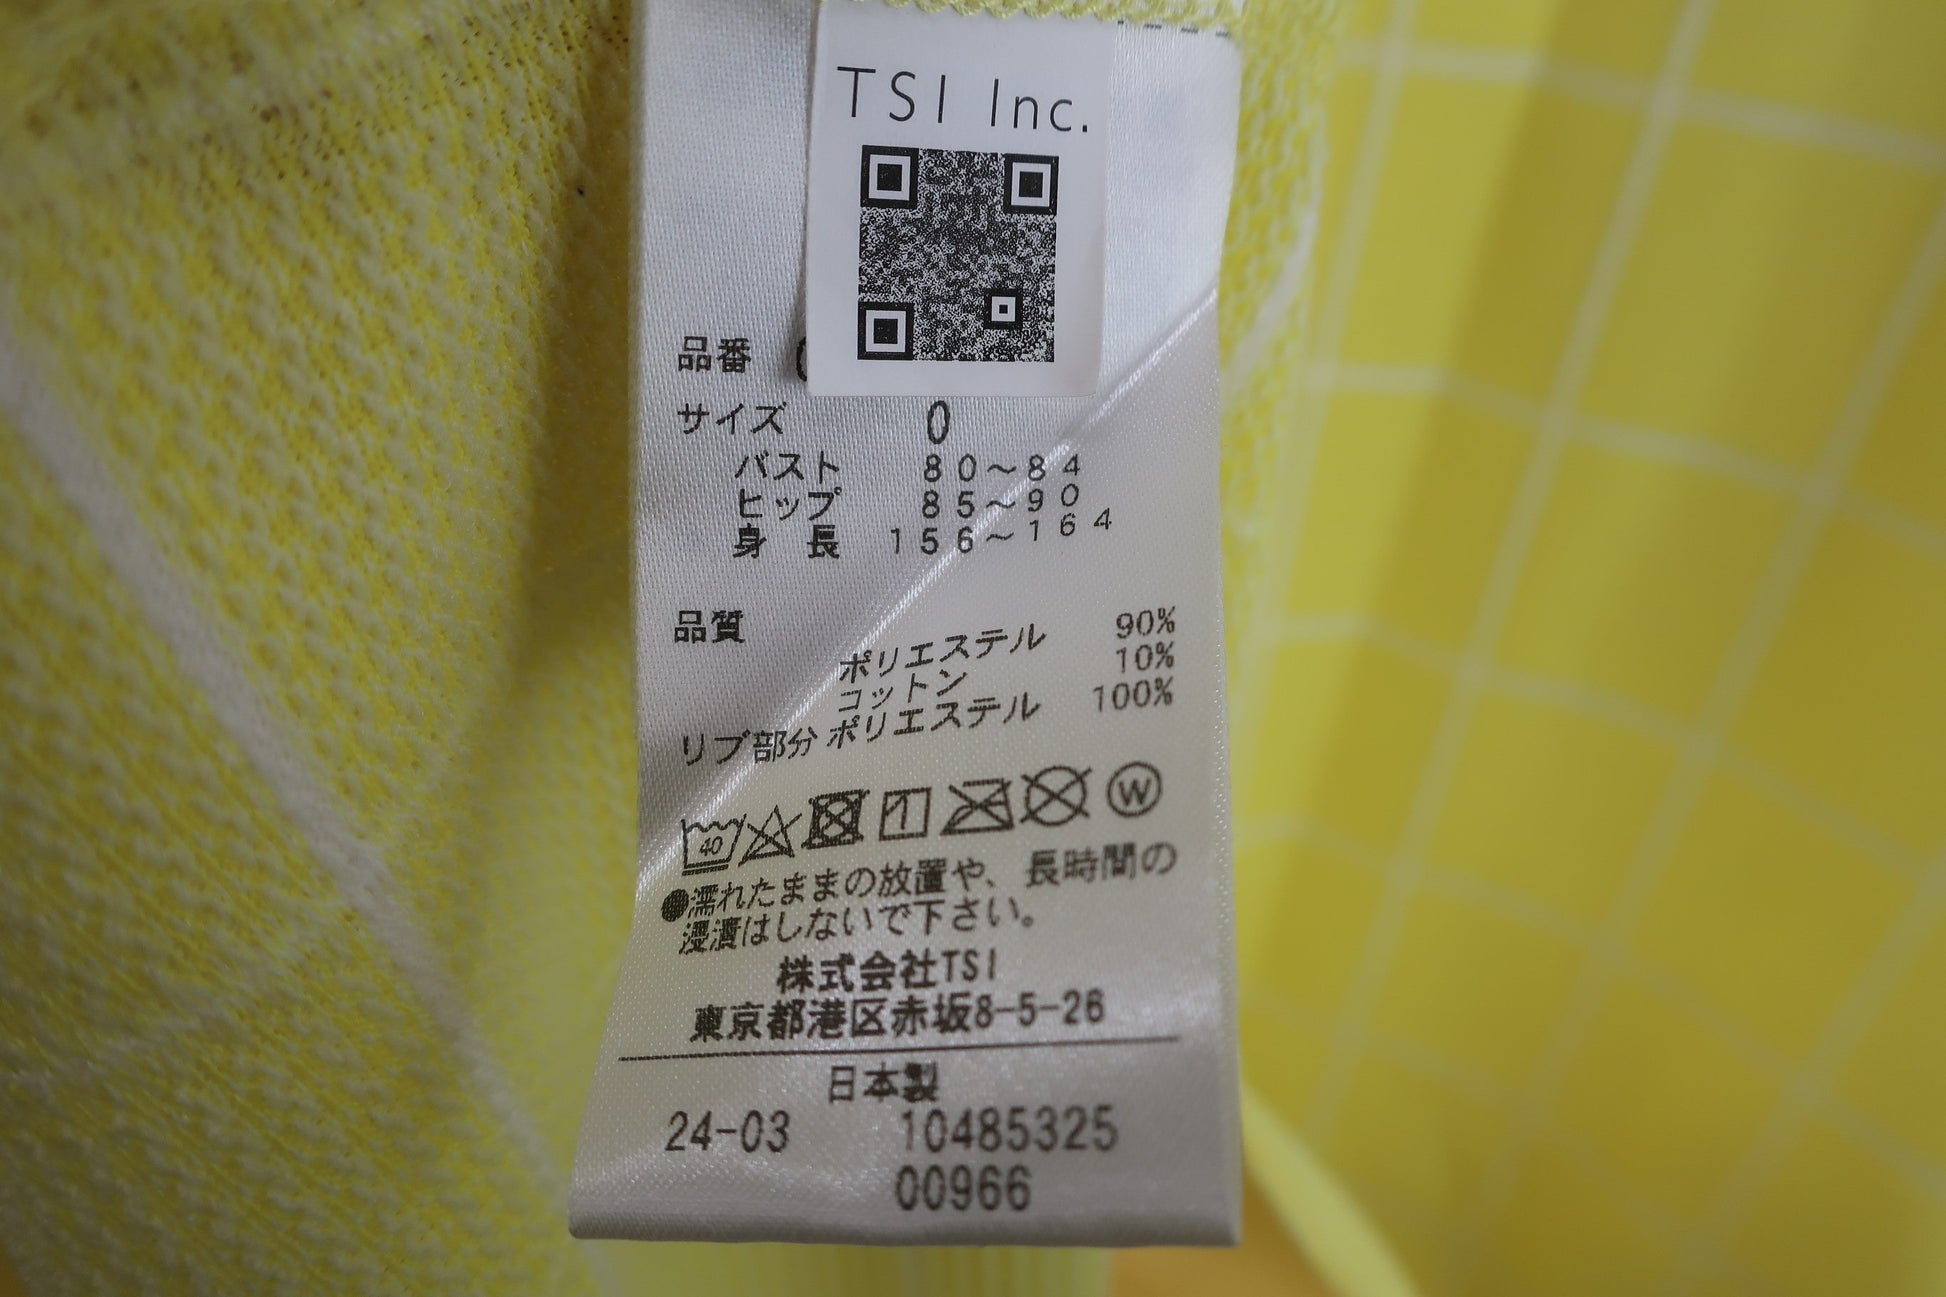 TSI Inc.
品番
サイズ 0
バスト 80～84
ヒップ 85～90
身長 156～164
品質
ポリエステル 90%
コットン 10%
リブ部分 ポリエステル 100%
40 1 W
●濡れたままの放置や、長時間の
浸漬はしないで下さい。
株式会社TSI
東京都港区赤坂8-5-26
日本製
24-03 10485325
00966